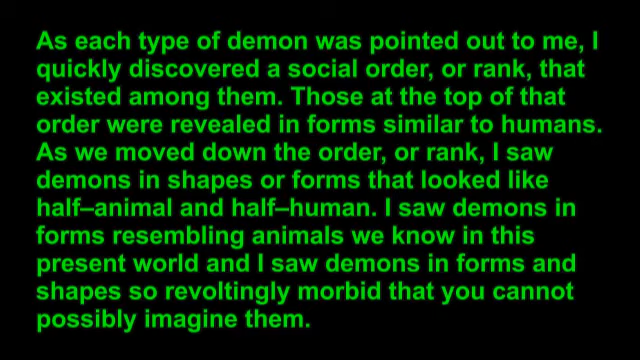 As each type of demon was pointed out to me, I
quickly discovered a social order, or rank, that
existed among them. Those at the top of that
order were revealed in forms similar to humans.
As we moved down the order, or rank, I saw
demons in shapes or forms that looked like
half–animal and half–human. I saw demons in
forms resembling animals we know in this
present world and I saw demons in forms and
shapes so revoltingly morbid that you cannot
possibly imagine them.